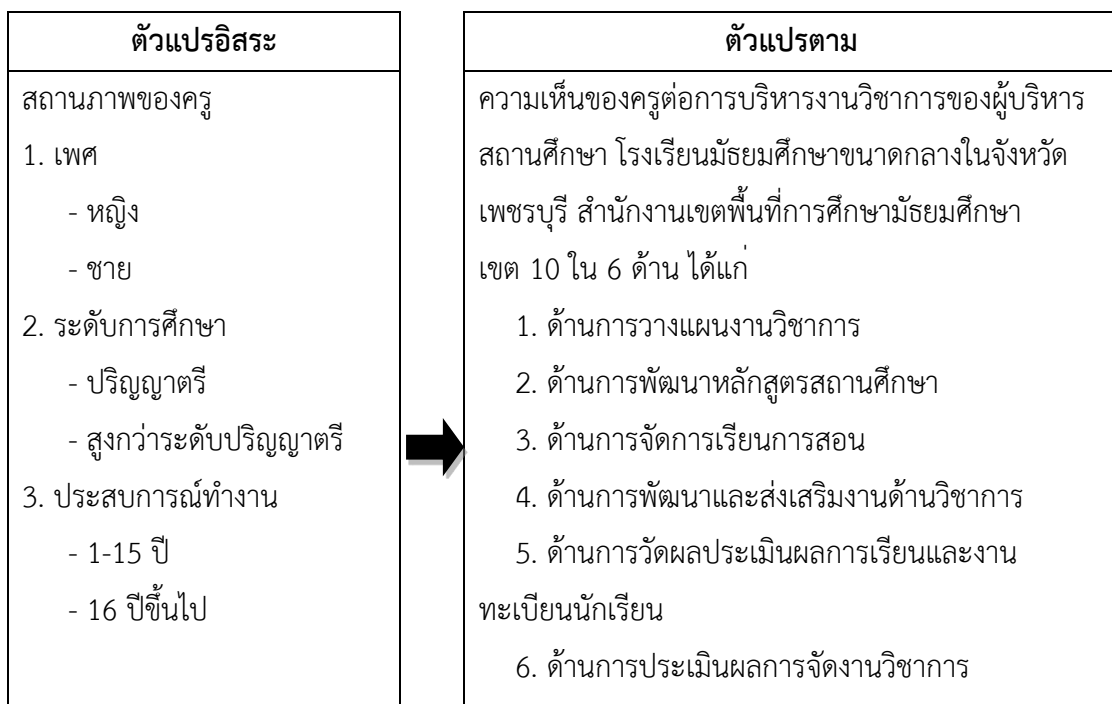 ตัวแปรอิสระ
สถานภาพของครู
1. เพศ
- หญิง
- ชาย
2. ระดับการศึกษา
- ปริญญาตรี
- สูงกว่าระดับปริญญาตรี
3. ประสบการณ์ทำงาน
- 1-15 ปี
- 16 ปีขึ้นไป
ตัวแปรตาม
ความเห็นของครูต่อการบริหารงานวิชาการของผู้บริหาร
สถานศึกษา โรงเรียนมัธยมศึกษาขนาดกลางในจังหวัด
เพชรบุรี สำนักงานเขตพื้นที่การศึกษามัธยมศึกษา
เขต 10 ใน 6 ด้าน ได้แก่
1. ด้านการวางแผนงานวิชาการ
2. ด้านการพัฒนาหลักสูตรสถานศึกษา
3. ด้านการจัดการเรียนการสอน
4. ด้านการพัฒนาและส่งเสริมงานด้านวิชาการ
5. ด้านการวัดผลประเมินผลการเรียนและงาน
ทะเบียนนักเรียน
6. ด้านการประเมินผลการจัดงานวิชาการ